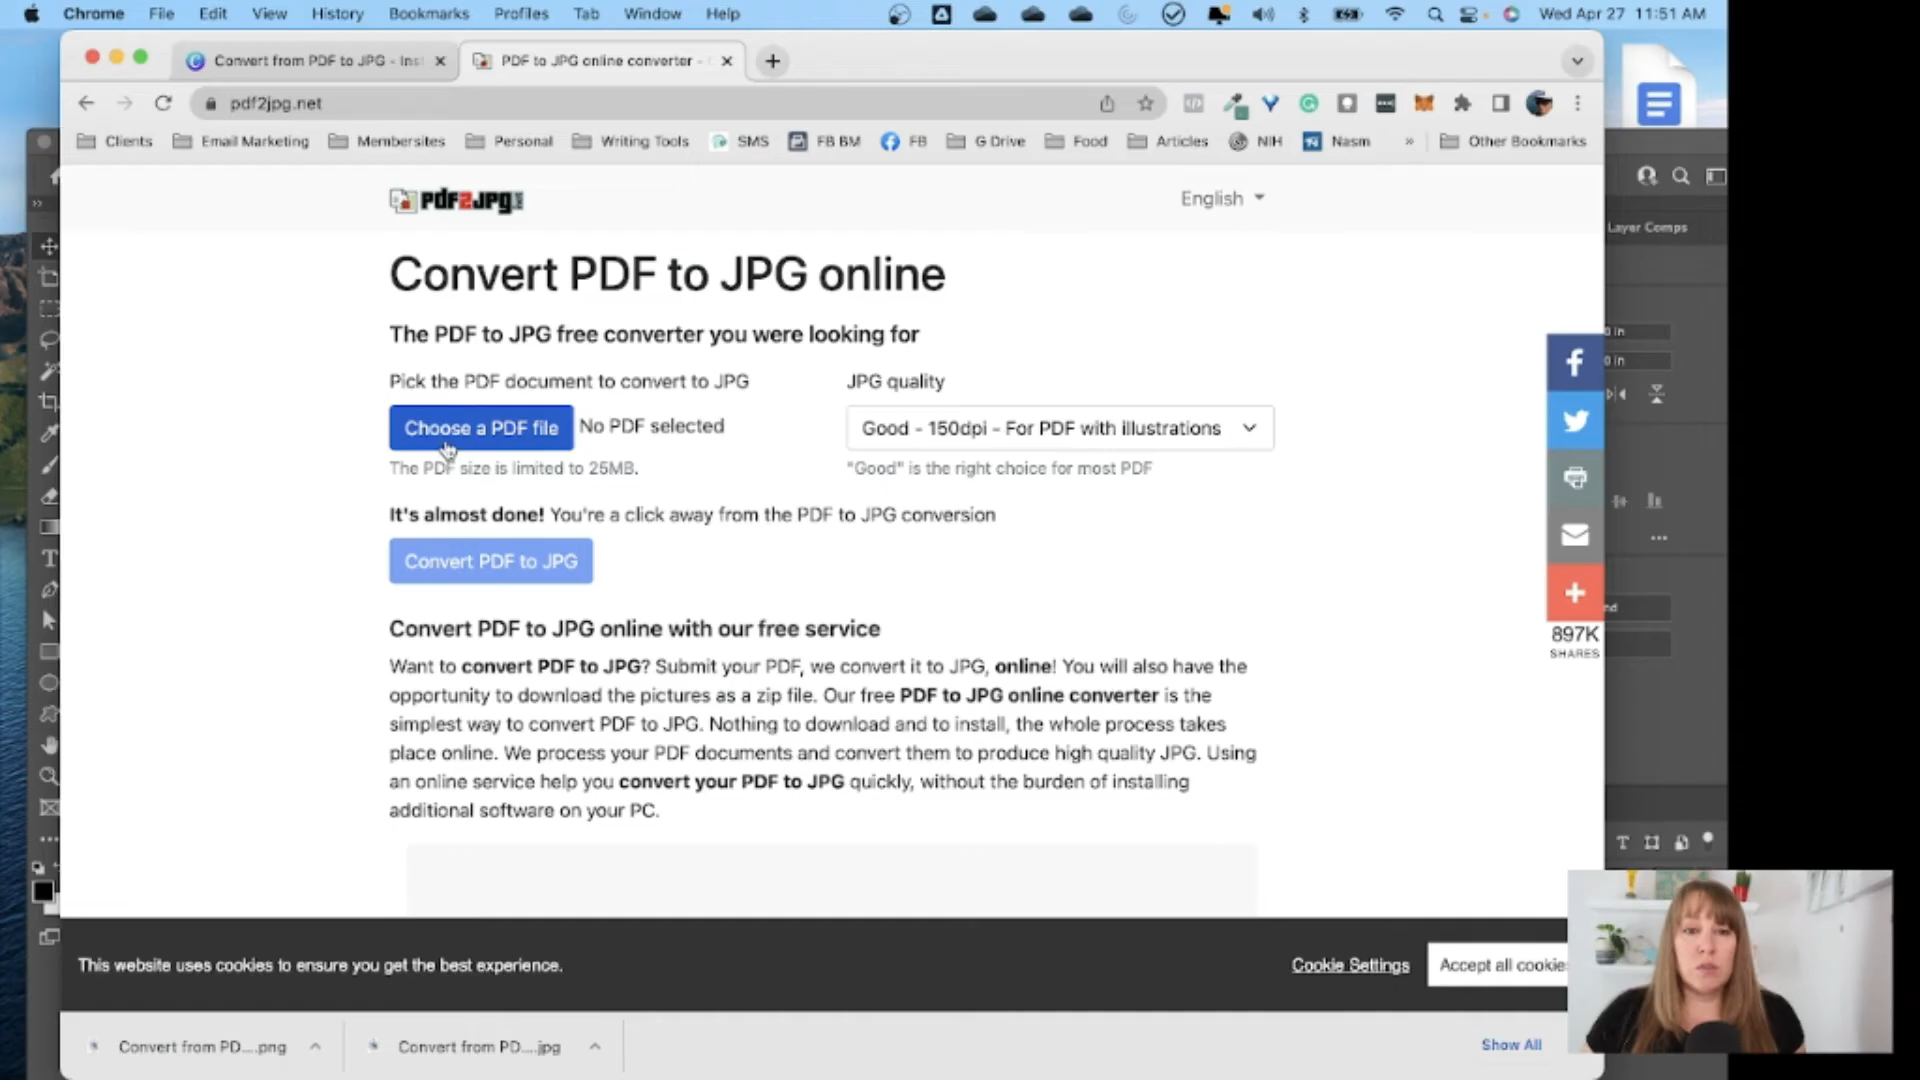 Chrome File Edit View History Bookmarks Profiles Tab Window Help Wed Apr 27 11:51 AM
Convert from PDF to JPG - Inst PDF to JPG online converter -
pdf2jpg.net
Clients Email Marketing Membersites Personal Writing Tools SMS FB BM FB G Drive Food Articles NIH Nasm » Other Bookmarks
PDF2JPG English
Layer Comps
Convert PDF to JPG online
The PDF to JPG free converter you were looking for
0 in
0 in
Pick the PDF document to convert to JPG JPG quality
Choose a PDF file No PDF selected Good - 150dpi - For PDF with illustrations
The PDF size is limited to 25MB. "Good" is the right choice for most PDF
It's almost done! You're a click away from the PDF to JPG conversion
Convert PDF to JPG
897K
SHARES
Convert PDF to JPG online with our free service
Want to convert PDF to JPG? Submit your PDF, we convert it to JPG, online! You will also have the
opportunity to download the pictures as a zip file. Our free PDF to JPG online converter is the
simplest way to convert PDF to JPG. Nothing to download and to install, the whole process takes
place online. We process your PDF documents and convert them to produce high quality JPG. Using
an online service help you convert your PDF to JPG quickly, without the burden of installing
additional software on your PC.
This website uses cookies to ensure you get the best experience. Cookie Settings Accept all cookie
Convert from PD....png Convert from PD....jpg Show All